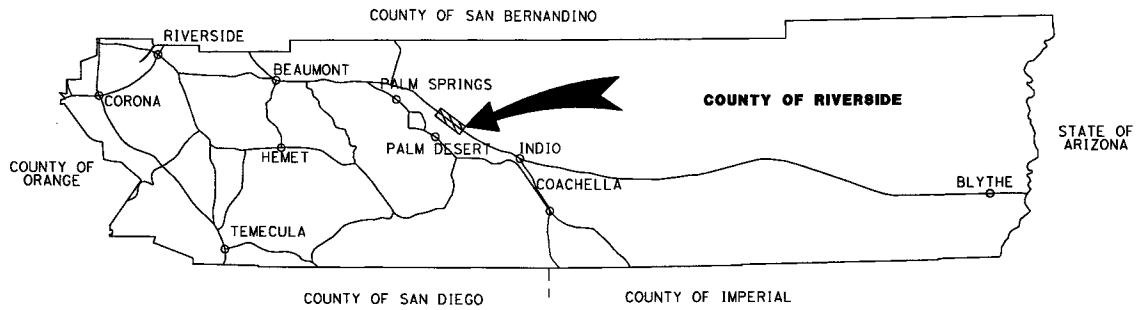 COUNTY OF SAN BERNANDINO
RIVERSIDE
BEAUMONT
PALM SPRINGS
CORONA
COUNTY OF RIVERSIDE
STATE OF
ARIZONA
COUNTY OF
ORANGE
HEMET
PALM DESERT
INDIO
COACHELLA
BLYTHE
TEMECULA
COUNTY OF SAN DIEGO
COUNTY OF IMPERIAL